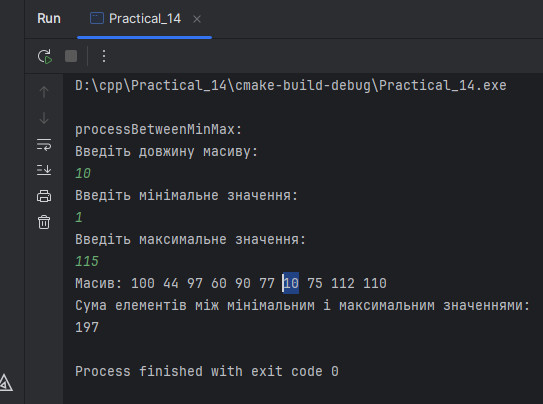 Run Practical_14
D:\cpp\Practical_14\cmake-build-debug\Practical_14.exe
processBetweenMinMax:
Введіть довжину масиву:
10
Введіть мінімальне значення:
1
Введіть максимальне значення:
115
Масив: 100 44 97 60 90 77 10 75 112 110
Сума елементів між мінімальним і максимальним значеннями:
197
Process finished with exit code 0